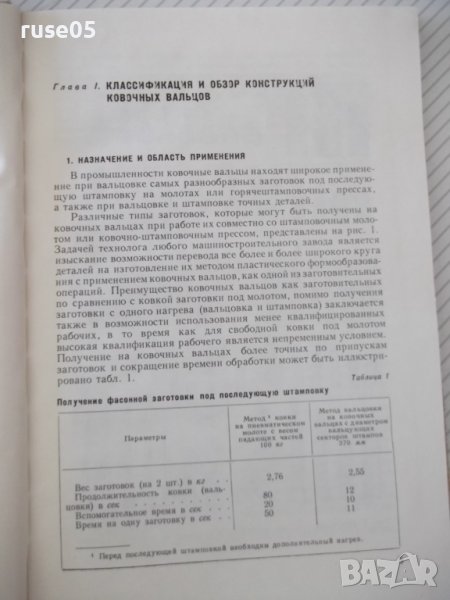 ruse05
Глава I. КЛАССИФИКАЦИЯ И ОБЗОР КОНСТРУКЦИЙ
КОВОЧНЫХ ВАЛЬЦОВ
1. НАЗНАЧЕНИЕ И ОБЛАСТЬ ПРИМЕНЕНИЯ
В промышленности ковочные вальцы находят широкое примене-
ние при вальцовке самых разнообразных заготовок под последую-
щую штамповку на молотах или горячештамповочных прессах,
а также при вальцовке и штамповке точных деталей.
Различные типы заготовок, которые могут быть получены на
ковочных вальцах при работе их совместно со штамповочным моло-
том или ковочно-штамповочным прессом, представлены на рис. 1.
Задачей технолога любого машиностроительного завода является
изыскание возможности перевода все более и более широкого круга
деталей на изготовление их методом пластического формообразова-
ния с применением ковочных вальцов, как одной из заготовительных
операций. Преимущество ковочных вальцов как заготовительных
по сравнению с ковкой заготовки под молотом, помимо получения
заготовки с одного нагрева (вальцовка и штамповка) заключается
также в возможности использования менее квалифицированных
рабочих, в то время как для свободной ковки под молотом
высокая квалификация рабочего является непременным условием.
Получение на ковочных вальцах более точных по припускам
заготовок и сокращение времени обработки может быть иллюстри-
ровано табл. 1.
Таблица 1
Получение фасонной заготовки под последующую штамповку
Параметры
Метод ¹ ковки
на пневматическом
молоте с весом
падающих частей
100 кг
Метод вальцовки
на ковочных
вальцах с диаметром
вальцующих
секторов штампов
370 мм
Вес заготовок (на 2 шт.) в кг . . . 2,76 2,55
Продолжительность ковки (валь-
цовки) в сек . . . 80 12
Вспомогательное время в сек . . . 20 10
Время на одну заготовку в сек . . 50 11
¹ Перед последующей штамповкой необходим дополнительный нагрев.
BAZAR.bg